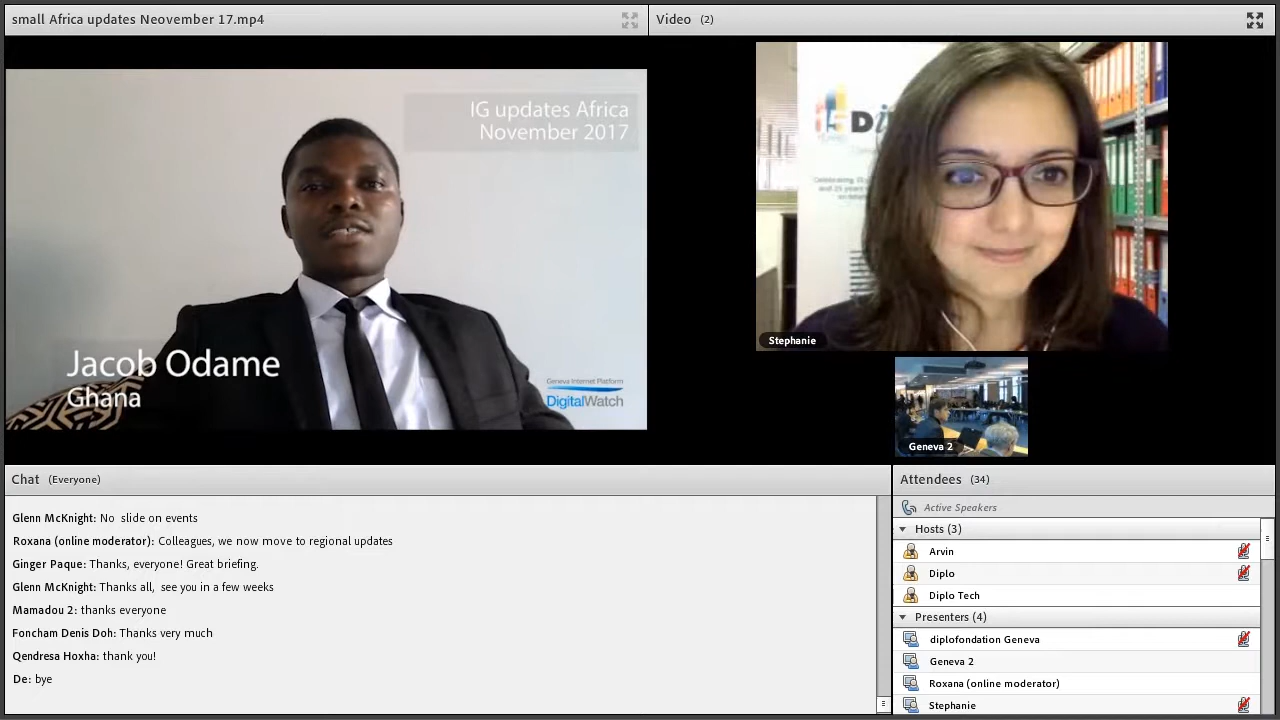 small Africa updates Neovember 17.mp4
Video (2)
IG updates Africa
November 2017
Jacob Odame
Ghana
Geneva Internet Platform
DigitalWatch
Stephanie
Geneva 2
Chat (Everyone)
Glenn McKnight: No slide on events
Roxana (online moderator): Colleagues, we now move to regional updates
Ginger Paque: Thanks, everyone! Great briefing.
Glenn McKnight: Thanks all, see you in a few weeks
Mamadou 2: thanks everyone
Foncham Denis Doh: Thanks very much
Qendresa Hoxha: thank you!
De: bye
Attendees (34)
Active Speakers
Hosts (3)
Arvin
Diplo
Diplo Tech
Presenters (4)
diplofondation Geneva
Geneva 2
Roxana (online moderator)
Stephanie